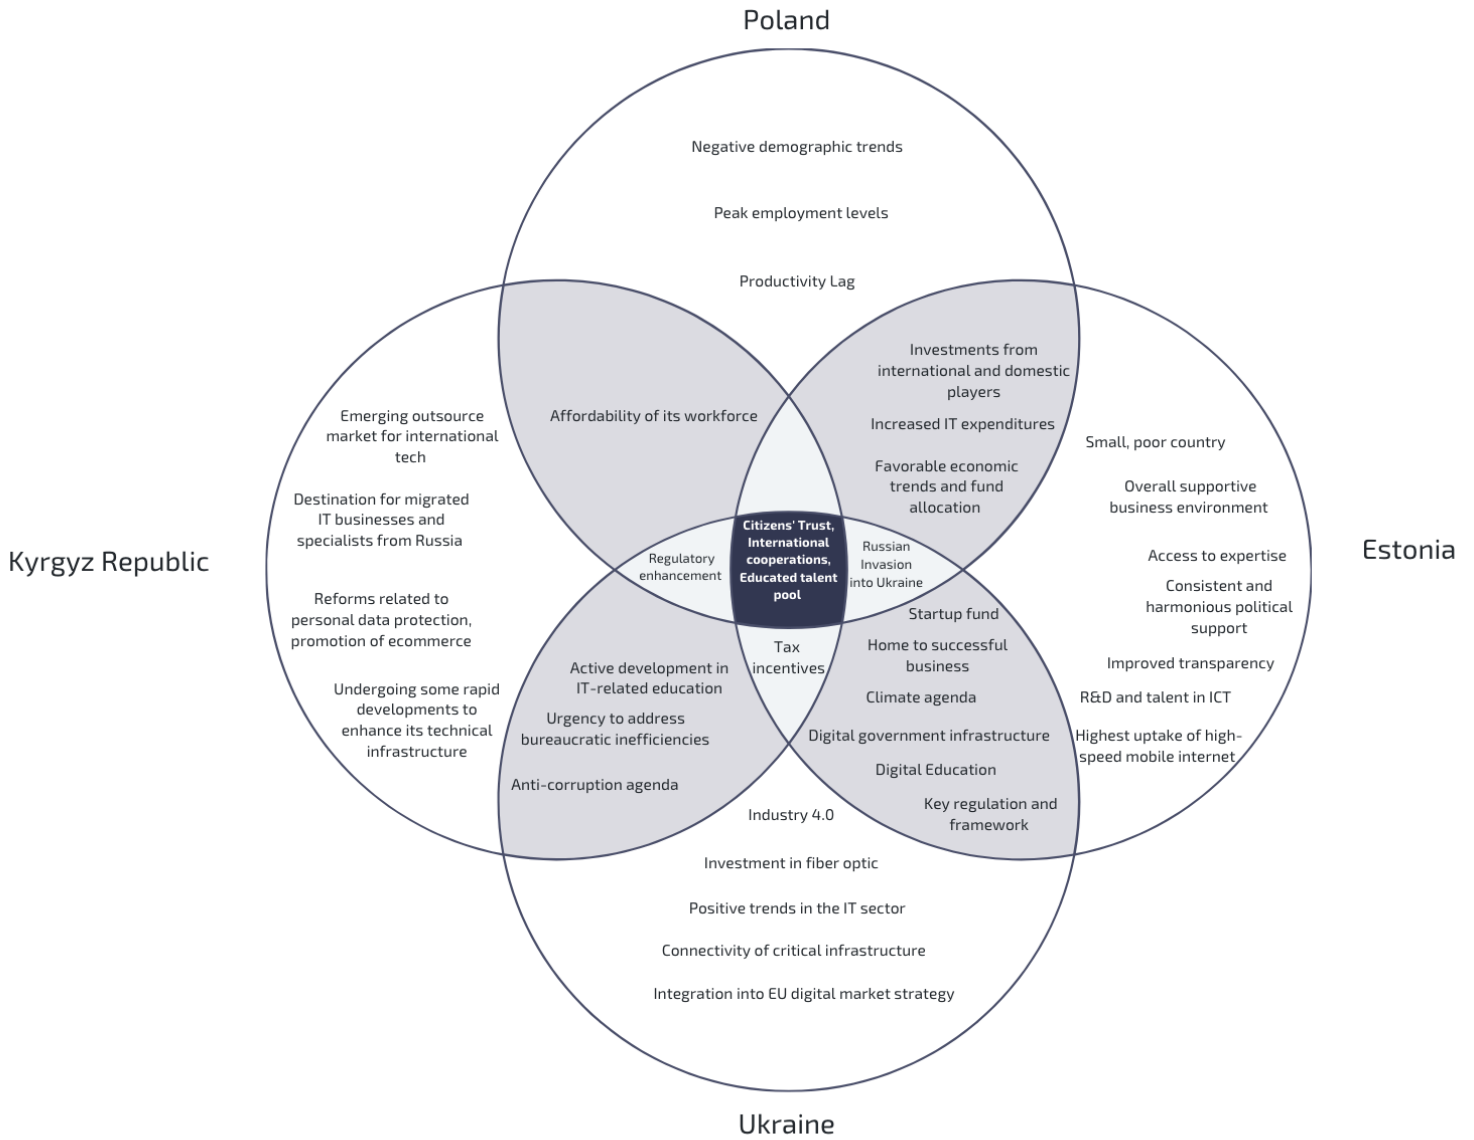 Poland
Negative demographic trends
Peak employment levels
Productivity Lag
Kyrgyz Republic
Emerging outsource
market for international
tech
Destination for migrated
IT businesses and
specialists from Russia
Reforms related to
personal data protection,
promotion of ecommerce
Undergoing some rapid
developments to
enhance its technical
infrastructure
Affordability of its workforce
Investments from
international and domestic
players
Increased IT expenditures
Favorable economic
trends and fund
allocation
Regulatory
enhancement
Citizens' Trust,
International
cooperations,
Educated talent
pool
Russian
Invasion
into Ukraine
Tax
incentives
Active development in
IT-related education
Urgency to address
bureaucratic inefficiencies
Anti-corruption agenda
Startup fund
Home to successful
business
Climate agenda
Digital government infrastructure
Digital Education
Key regulation and
framework
Small, poor country
Overall supportive
business environment
Access to expertise
Consistent and
harmonious political
support
Improved transparency
R&D and talent in ICT
Highest uptake of high-
speed mobile internet
Estonia
Industry 4.0
Investment in fiber optic
Positive trends in the IT sector
Connectivity of critical infrastructure
Integration into EU digital market strategy
Ukraine